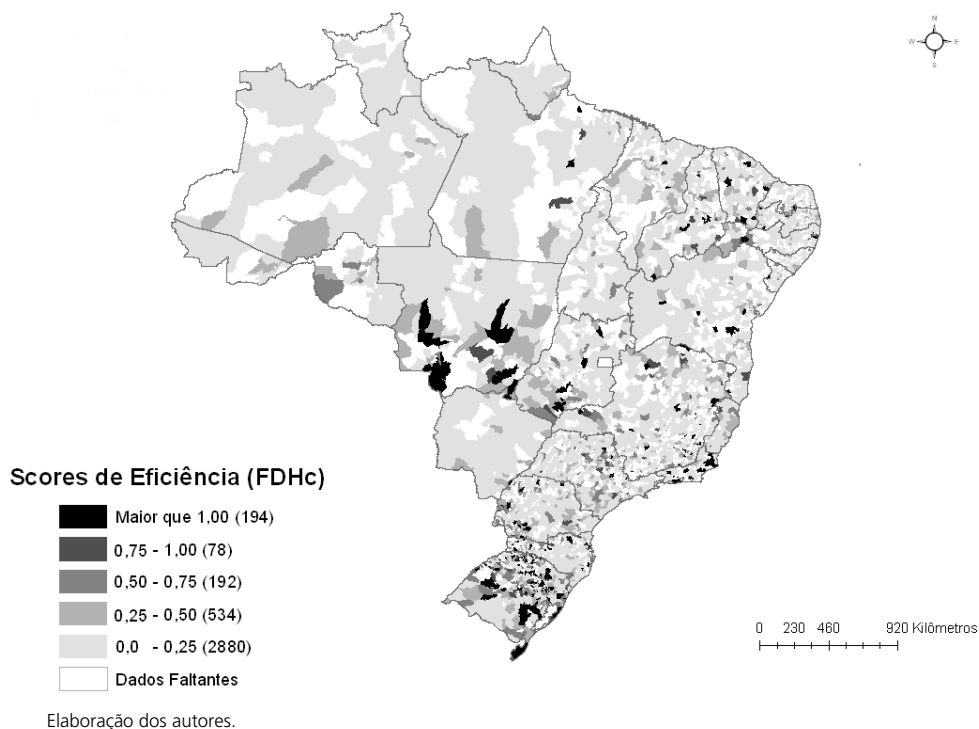 N
W E
S
Scores de Eficiência (FDHc)
Maior que 1,00 (194)
0,75 - 1,00 (78)
0,50 - 0,75 (192)
0,25 - 0,50 (534)
0,0 - 0,25 (2880)
Dados Faltantes
0 230 460 920 Kilômetros
Elaboração dos autores.